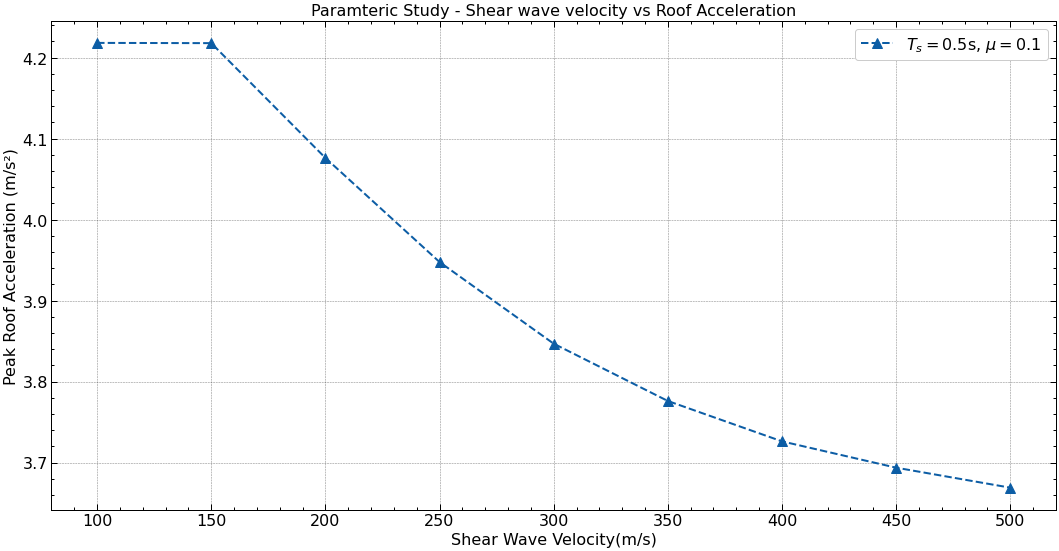 Paramteric Study - Shear wave velocity vs Roof Acceleration
Tₛ = 0.5s, μ = 0.1
Peak Roof Acceleration (m/s²)
4.2
4.1
4.0
3.9
3.8
3.7
100 150 200 250 300 350 400 450 500
Shear Wave Velocity(m/s)